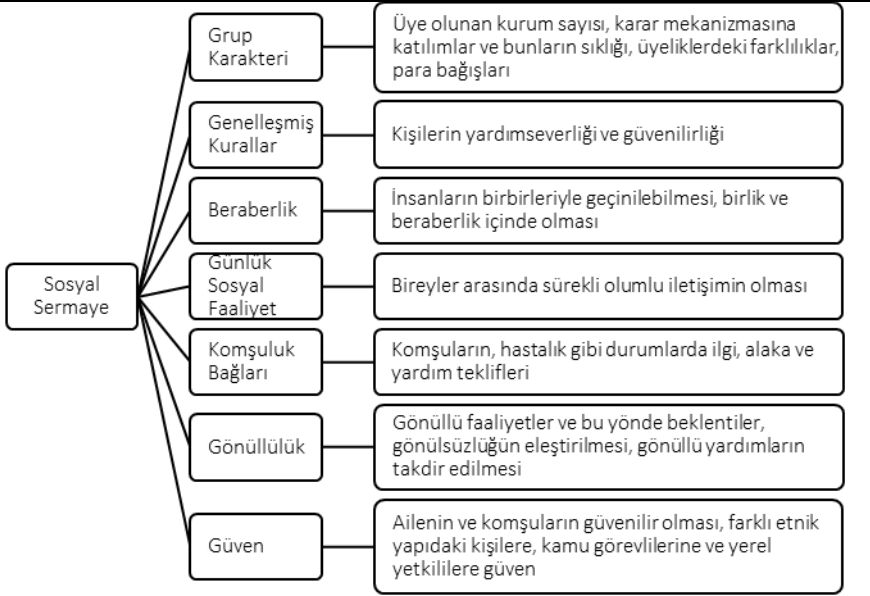 Sosyal
Sermaye
Grup
Karakteri
Üye olunan kurum sayısı, karar mekanizmasına
katılımlar ve bunların sıklığı, üyeliklerdeki farklılıklar,
para bağışları
Genelleşmiş
Kurallar
Kişilerin yardımseverliği ve güvenilirliği
Beraberlik
İnsanların birbirleriyle geçinilebilmesi, birlik ve
beraberlik içinde olması
Günlük
Sosyal
Faaliyet
Bireyler arasında sürekli olumlu iletişimin olması
Komşuluk
Bağları
Komşuların, hastalık gibi durumlarda ilgi, alaka ve
yardım teklifleri
Gönüllülük
Gönüllü faaliyetler ve bu yönde beklentiler,
gönülsüzlüğün eleştirilmesi, gönüllü yardımların
takdir edilmesi
Güven
Ailenin ve komşuların güvenilir olması, farklı etnik
yapıdaki kişilere, kamu görevlilerine ve yerel
yetkililere güven